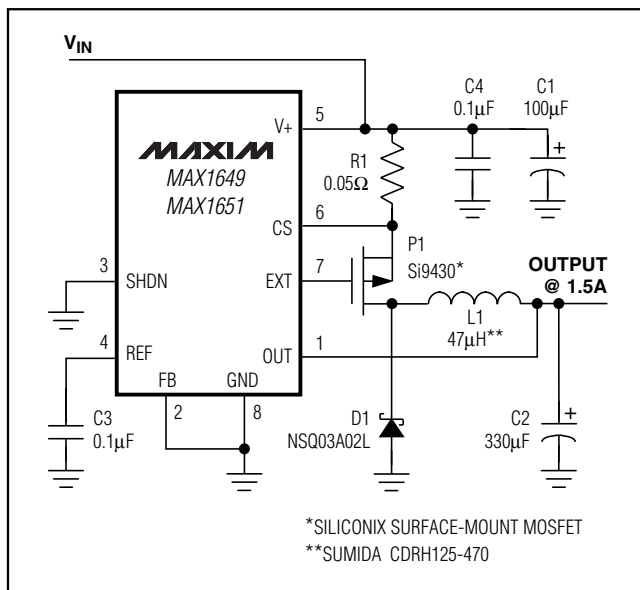 VIN
C4
0.1µF
C1
100µF
+
5
V+
MAXIM
MAX1649
MAX1651
R1
0.05Ω
6
CS
P1
Si9430*
3
SHDN
EXT
7
OUTPUT
@ 1.5A
L1
47µH**
4
REF
OUT
1
FB
GND
2
8
C3
0.1µF
D1
NSQ03A02L
C2
330µF
+
*SILICONIX SURFACE-MOUNT MOSFET
**SUMIDA CDRH125-470